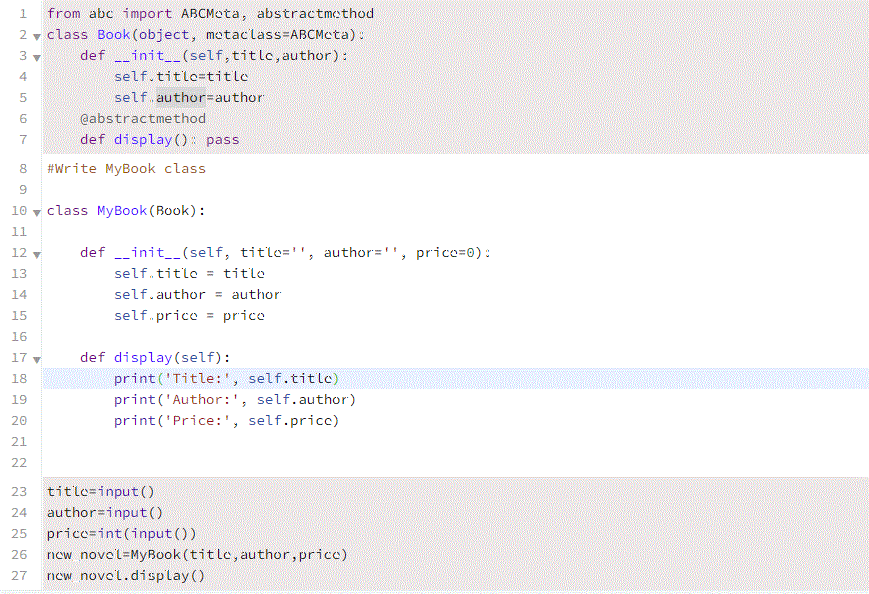 1 from abc import ABCMeta, abstractmethod
2 class Book(object, metaclass=ABCMeta):
3     def __init__(self,title,author):
4         self.title=title
5         self.author=author
6     @abstractmethod
7     def display(): pass
8 #Write MyBook class
9
10 class MyBook(Book):
11
12     def __init__(self, title='', author='', price=0):
13         self.title = title
14         self.author = author
15         self.price = price
16
17     def display(self):
18         print('Title:', self.title)
19         print('Author:', self.author)
20         print('Price:', self.price)
21
22
23 title=input()
24 author=input()
25 price=int(input())
26 new novel=MyBook(title,author,price)
27 new novel.display()